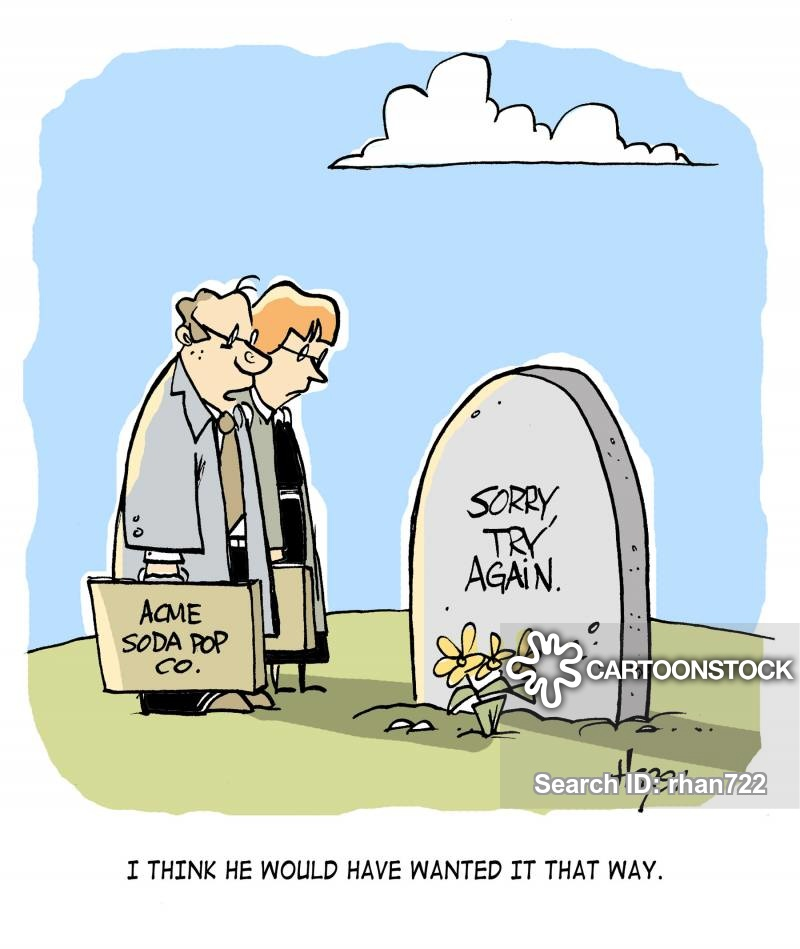 SORRY,
TRY
AGAIN.
ACME
SODA POP
CO.
CARTOONSTOCK
Search ID: rhan722
I THINK HE WOULD HAVE WANTED IT THAT WAY.